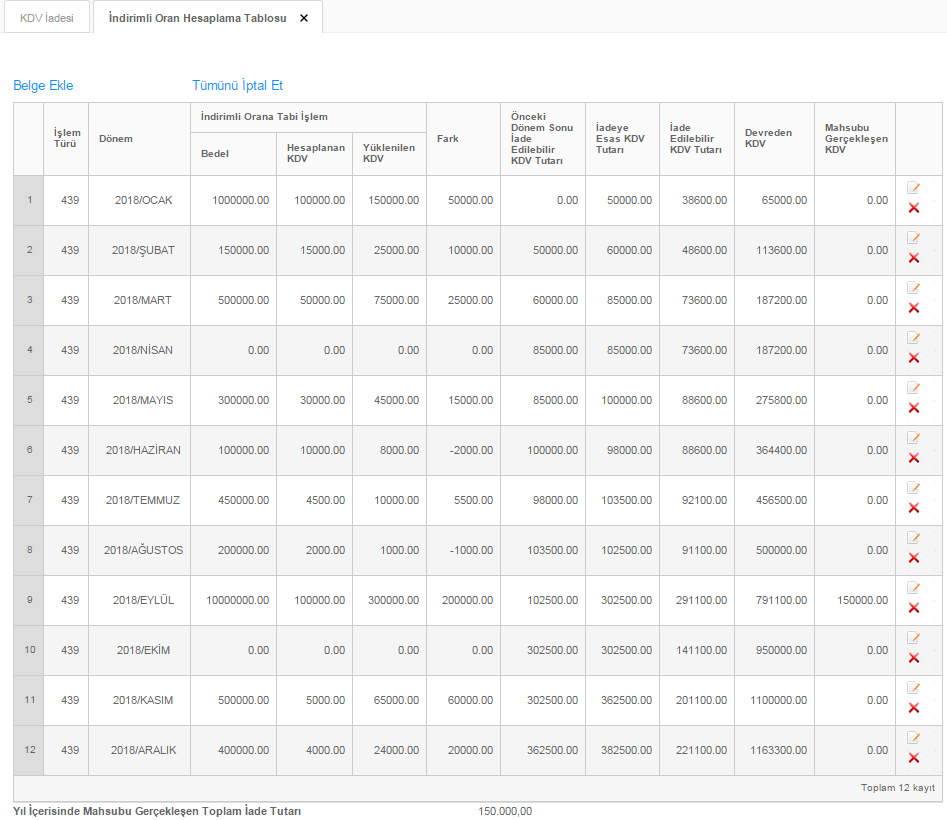 KDV İadesi
İndirimli Oran Hesaplama Tablosu ×
Belge Ekle Tümünü İptal Et
İşlem Türü Dönem İndirimli Orana Tabi İşlem Bedel Hesaplanan KDV Yüklenilen KDV Fark Önceki Dönem Sonu İade Edilebilir KDV Tutarı İadeye Esas KDV Tutarı İade Edilebilir KDV Tutarı Devreden KDV Mahsubu Gerçekleşen KDV
1 439 2018/OCAK 1000000.00 100000.00 150000.00 50000.00 0.00 50000.00 38600.00 65000.00 0.00
2 439 2018/ŞUBAT 150000.00 15000.00 25000.00 10000.00 50000.00 60000.00 48600.00 113600.00 0.00
3 439 2018/MART 500000.00 50000.00 75000.00 25000.00 60000.00 85000.00 73600.00 187200.00 0.00
4 439 2018/NİSAN 0.00 0.00 0.00 0.00 85000.00 85000.00 73600.00 187200.00 0.00
5 439 2018/MAYIS 300000.00 30000.00 45000.00 15000.00 85000.00 100000.00 88600.00 275800.00 0.00
6 439 2018/HAZİRAN 100000.00 10000.00 8000.00 -2000.00 100000.00 98000.00 88600.00 364400.00 0.00
7 439 2018/TEMMUZ 450000.00 4500.00 10000.00 5500.00 98000.00 103500.00 92100.00 456500.00 0.00
8 439 2018/AĞUSTOS 200000.00 2000.00 1000.00 -1000.00 103500.00 102500.00 91100.00 500000.00 0.00
9 439 2018/EYLÜL 10000000.00 100000.00 300000.00 200000.00 102500.00 302500.00 291100.00 791100.00 150000.00
10 439 2018/EKİM 0.00 0.00 0.00 0.00 302500.00 302500.00 141100.00 950000.00 0.00
11 439 2018/KASIM 500000.00 5000.00 65000.00 60000.00 302500.00 362500.00 201100.00 1100000.00 0.00
12 439 2018/ARALIK 400000.00 4000.00 24000.00 20000.00 362500.00 382500.00 221100.00 1163300.00 0.00
Toplam 12 kayıt
Yıl İçerisinde Mahsubu Gerçekleşen Toplam İade Tutarı 150.000,00